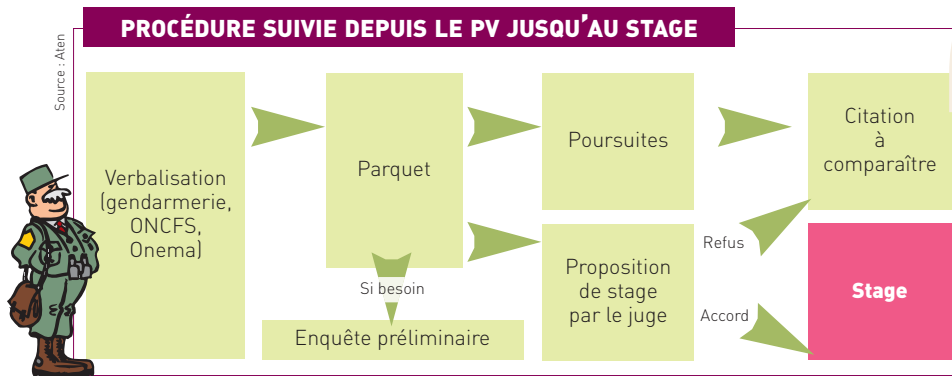 PROCÉDURE SUIVIE DEPUIS LE PV JUSQU'AU STAGE
Source : Aten
Verbalisation
(gendarmerie,
ONCFS,
Onema)
Parquet
Si besoin
Enquête préliminaire
Poursuites
Proposition
de stage
par le juge
Refus
Accord
Citation
à
comparaître
Stage